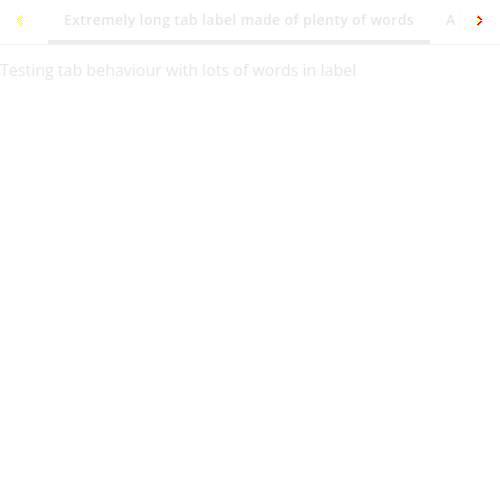 Extremely long tab label made of plenty of words A
Testing tab behaviour with lots of words in label